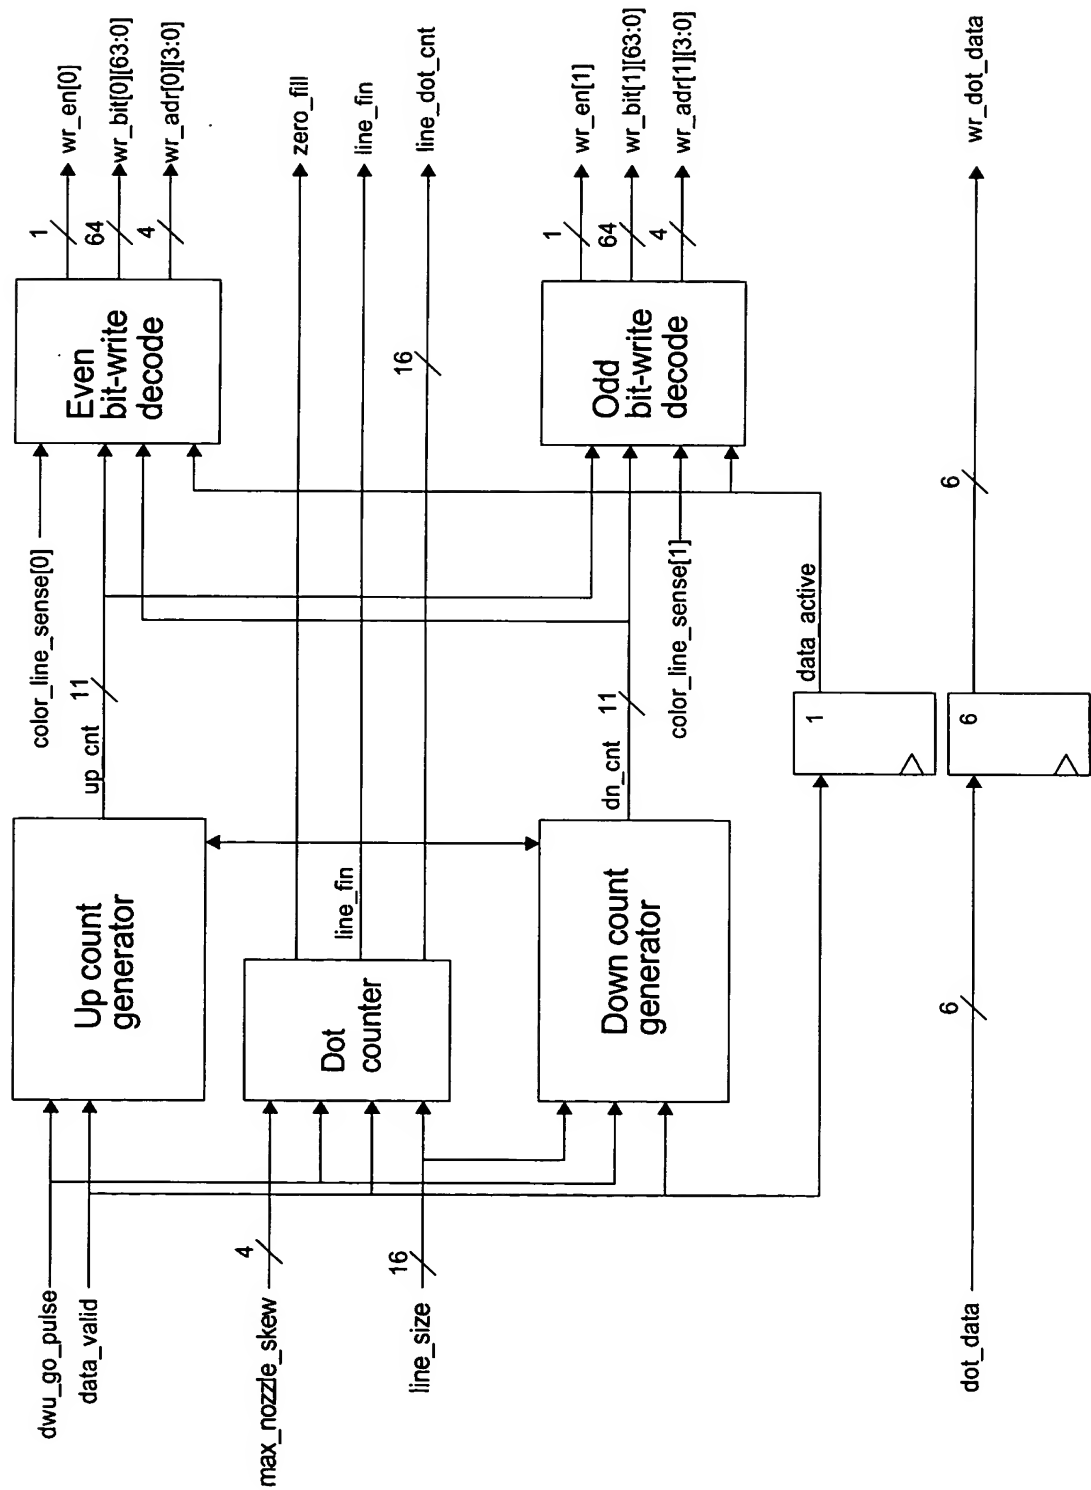 dwu_go_pulse
data_valid
max_nozzle_skew
4
line_size
16
dot_data
6
Up count
generator
Dot
counter
Down count
generator
up_cnt
11
color_line_sense[0]
line_fin
dn_cnt
11
color_line_sense[1]
1
data_active
6
6
Even
bit-write
decode
16
Odd
bit-write
decode
1
64
4
1
64
4
wr_en[0]
wr_bit[0][63:0]
wr_adr[0][3:0]
zero_fill
line_fin
line_dot_cnt
wr_en[1]
wr_bit[1][63:0]
wr_adr[1][3:0]
wr_dot_data